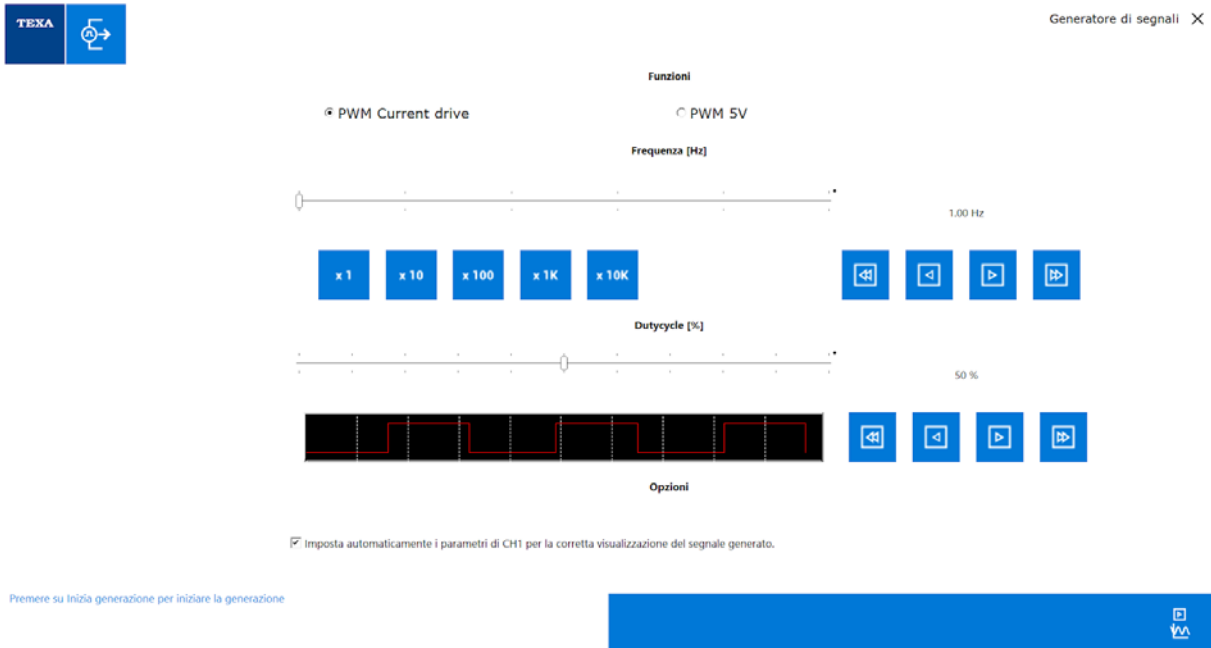 TEXA
Generatore di segnali
Funzioni
PWM Current drive
PWM 5V
Frequenza [Hz]
1.00 Hz
x 1
x 10
x 100
x 1K
x 10K
Dutycycle [%]
50 %
Opzioni
Imposta automaticamente i parametri di CH1 per la corretta visualizzazione del segnale generato.
Premere su Inizia generazione per iniziare la generazione